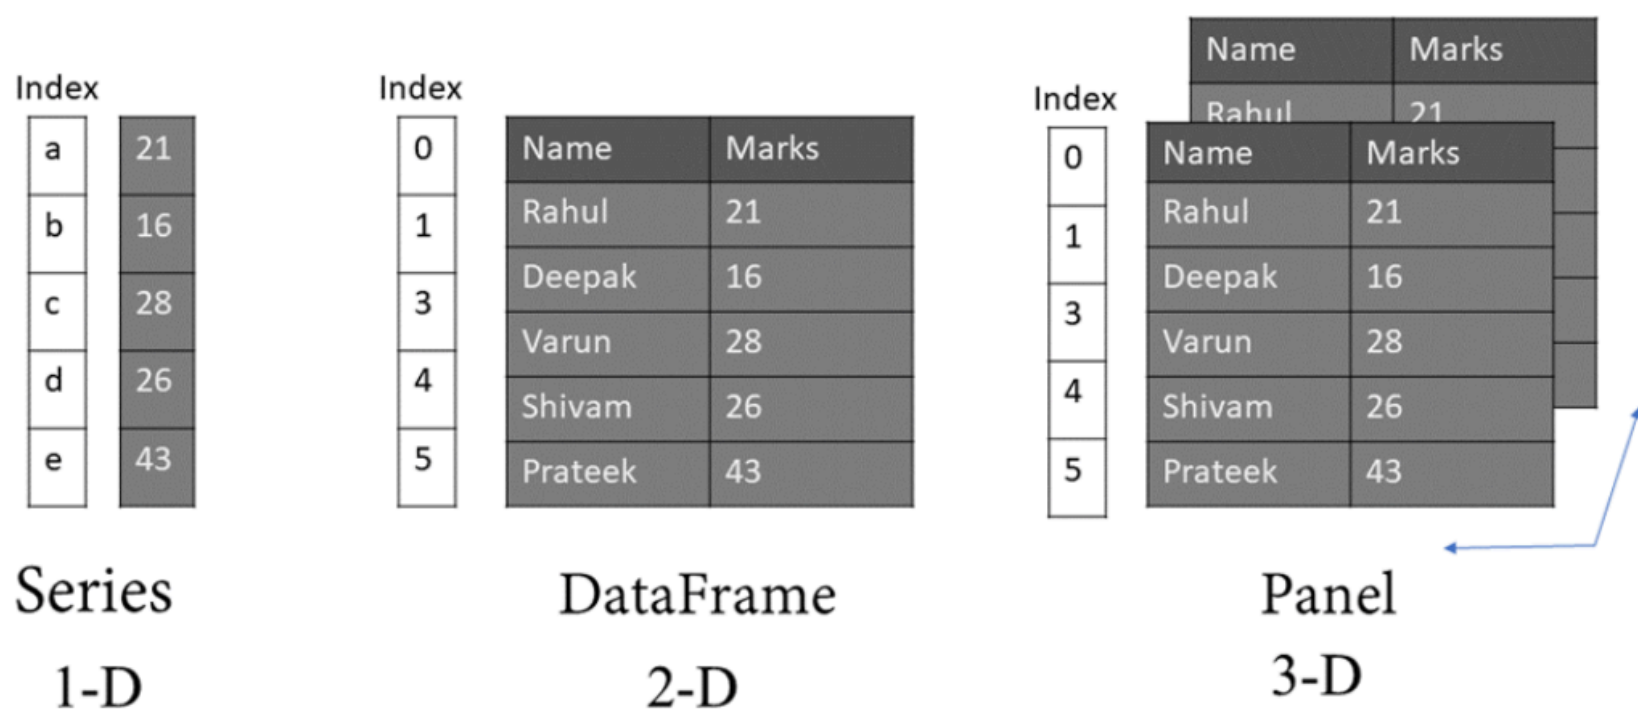 Index
a 21
b 16
c 28
d 26
e 43
Series
1-D
Index
0
1
3
4
5
Name Marks
Rahul 21
Deepak 16
Varun 28
Shivam 26
Prateek 43
DataFrame
2-D
Index
0
1
3
4
5
Name Marks
Rahul 21
Name Marks
Rahul 21
Deepak 16
Varun 28
Shivam 26
Prateek 43
Panel
3-D